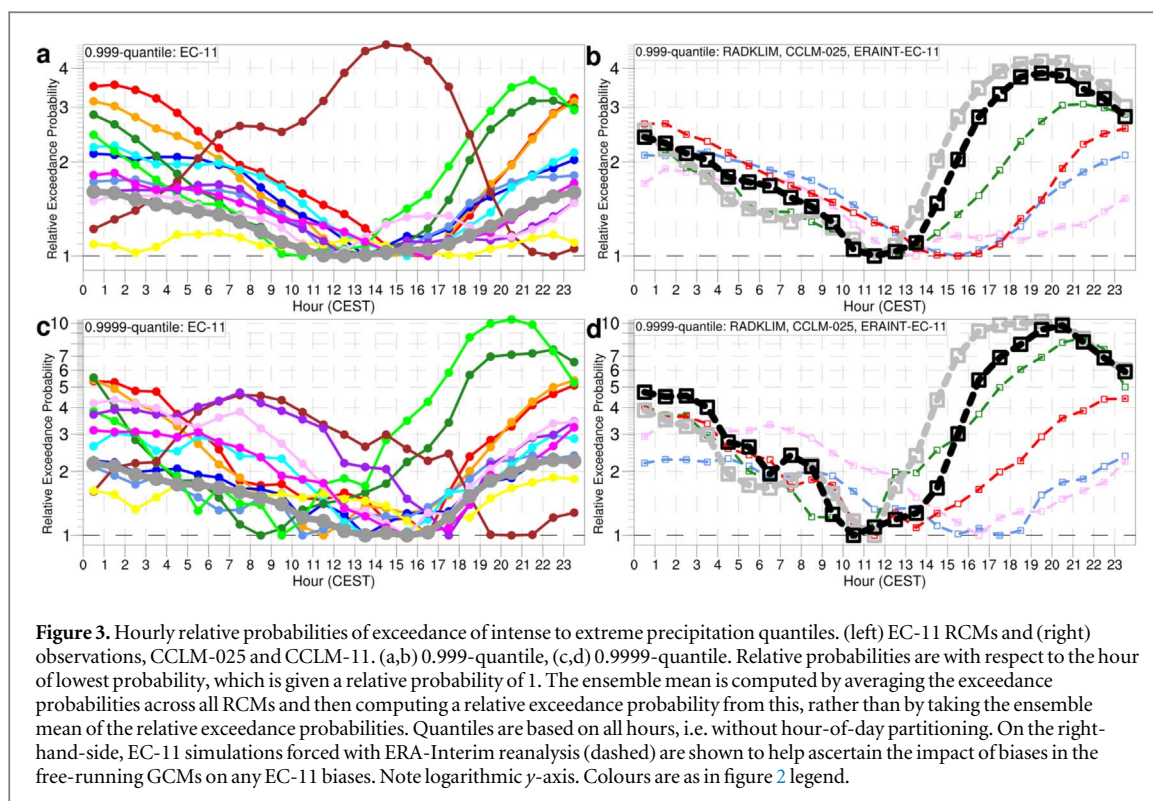 a
0.999-quantile: EC-11
Relative Exceedance Probability
4
3
2
1
0 1 2 3 4 5 6 7 8 9 10 11 12 13 14 15 16 17 18 19 20 21 22 23
Hour (CEST)
b
0.999-quantile: RADKLIM, CCLM-025, ERAINT-EC-11
Relative Exceedance Probability
4
3
2
1
0 1 2 3 4 5 6 7 8 9 10 11 12 13 14 15 16 17 18 19 20 21 22 23
Hour (CEST)
c
0.9999-quantile: EC-11
Relative Exceedance Probability
10
7
6
5
4
3
2
1
0 1 2 3 4 5 6 7 8 9 10 11 12 13 14 15 16 17 18 19 20 21 22 23
Hour (CEST)
d
0.9999-quantile: RADKLIM, CCLM-025, ERAINT-EC-11
Relative Exceedance Probability
10
7
6
5
4
3
2
1
0 1 2 3 4 5 6 7 8 9 10 11 12 13 14 15 16 17 18 19 20 21 22 23
Hour (CEST)
Figure 3. Hourly relative probabilities of exceedance of intense to extreme precipitation quantiles. (left) EC-11 RCMs and (right)
observations, CCLM-025 and CCLM-11. (a,b) 0.999-quantile, (c,d) 0.9999-quantile. Relative probabilities are with respect to the hour
of lowest probability, which is given a relative probability of 1. The ensemble mean is computed by averaging the exceedance
probabilities across all RCMs and then computing a relative exceedance probability from this, rather than by taking the ensemble
mean of the relative exceedance probabilities. Quantiles are based on all hours, i.e. without hour-of-day partitioning. On the right-
hand-side, EC-11 simulations forced with ERA-Interim reanalysis (dashed) are shown to help ascertain the impact of biases in the
free-running GCMs on any EC-11 biases. Note logarithmic y-axis. Colours are as in figure 2 legend.